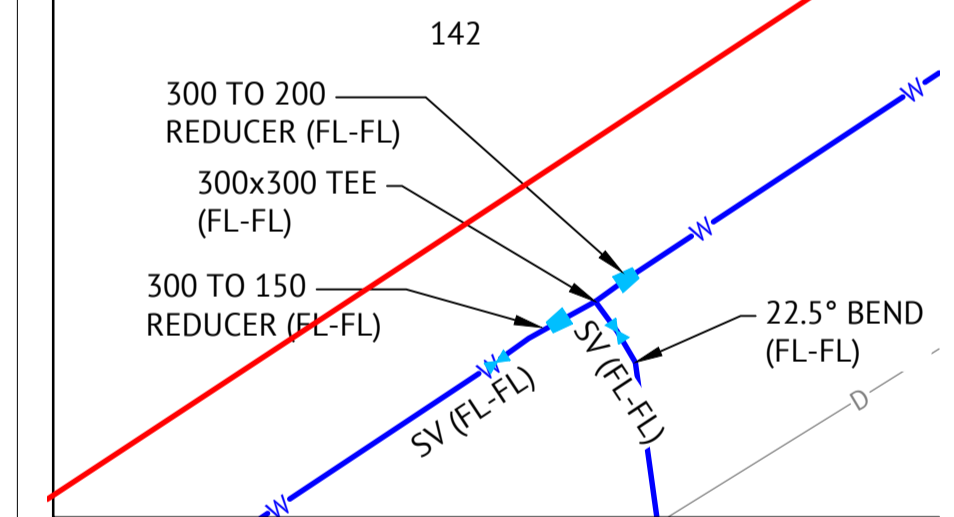 142
300 TO 200
REDUCER (FL-FL)
W
300x300 TEE
(FL-FL)
W
300 TO 150
REDUCER (FL-FL)
22.5° BEND
(FL-FL)
SV (FL-FL)
W
SV (FL-FL)
D
W